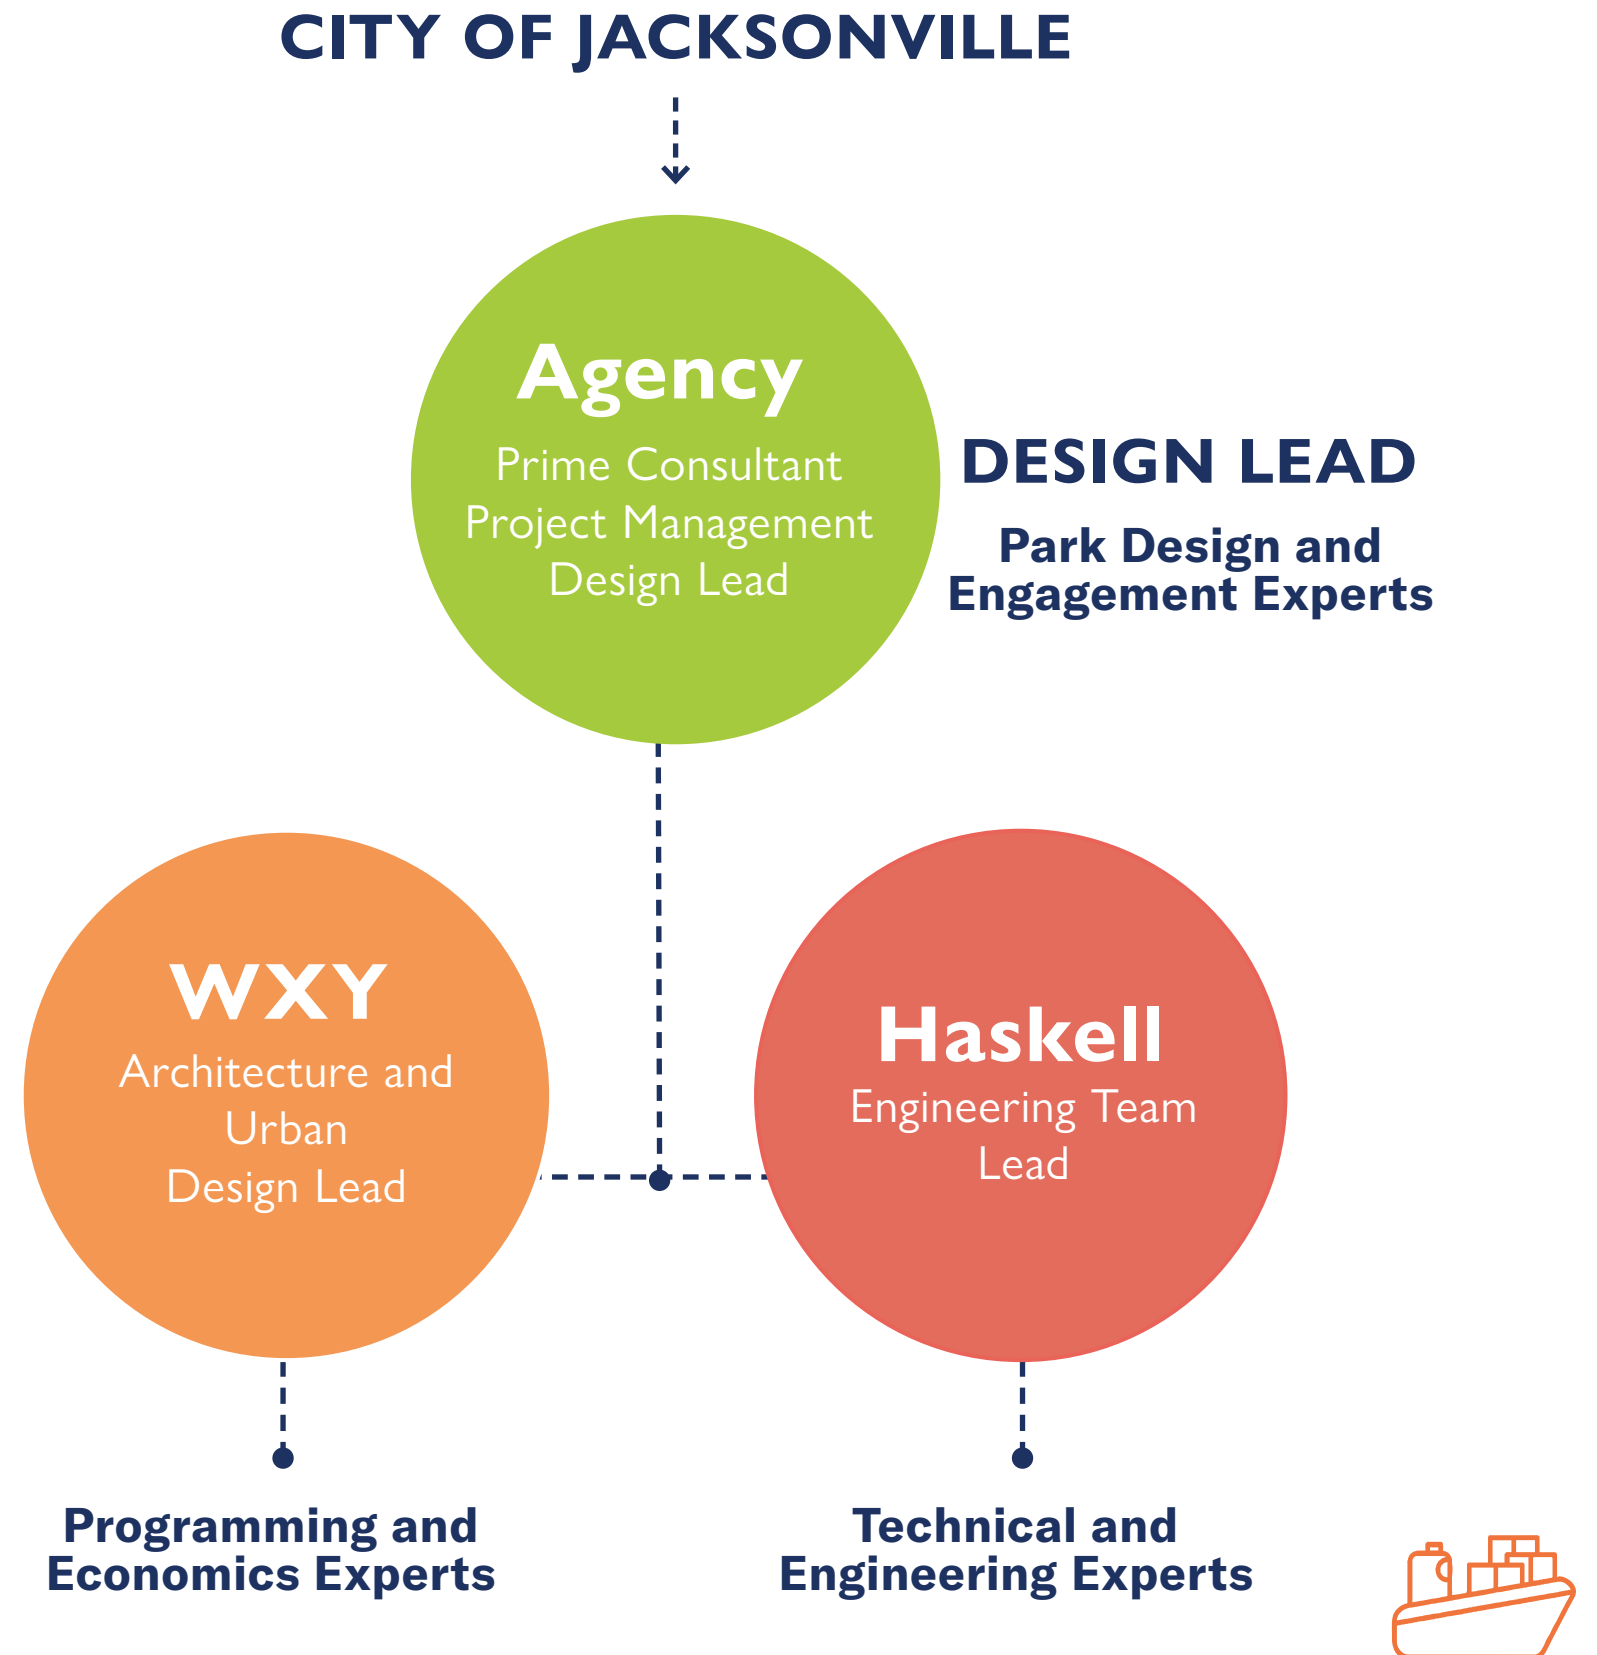 CITY OF JACKSONVILLE
Agency
Prime Consultant
Project Management
Design Lead
DESIGN LEAD
Park Design and
Engagement Experts
WXY
Architecture and
Urban
Design Lead
Haskell
Engineering Team
Lead
Programming and
Economics Experts
Technical and
Engineering Experts